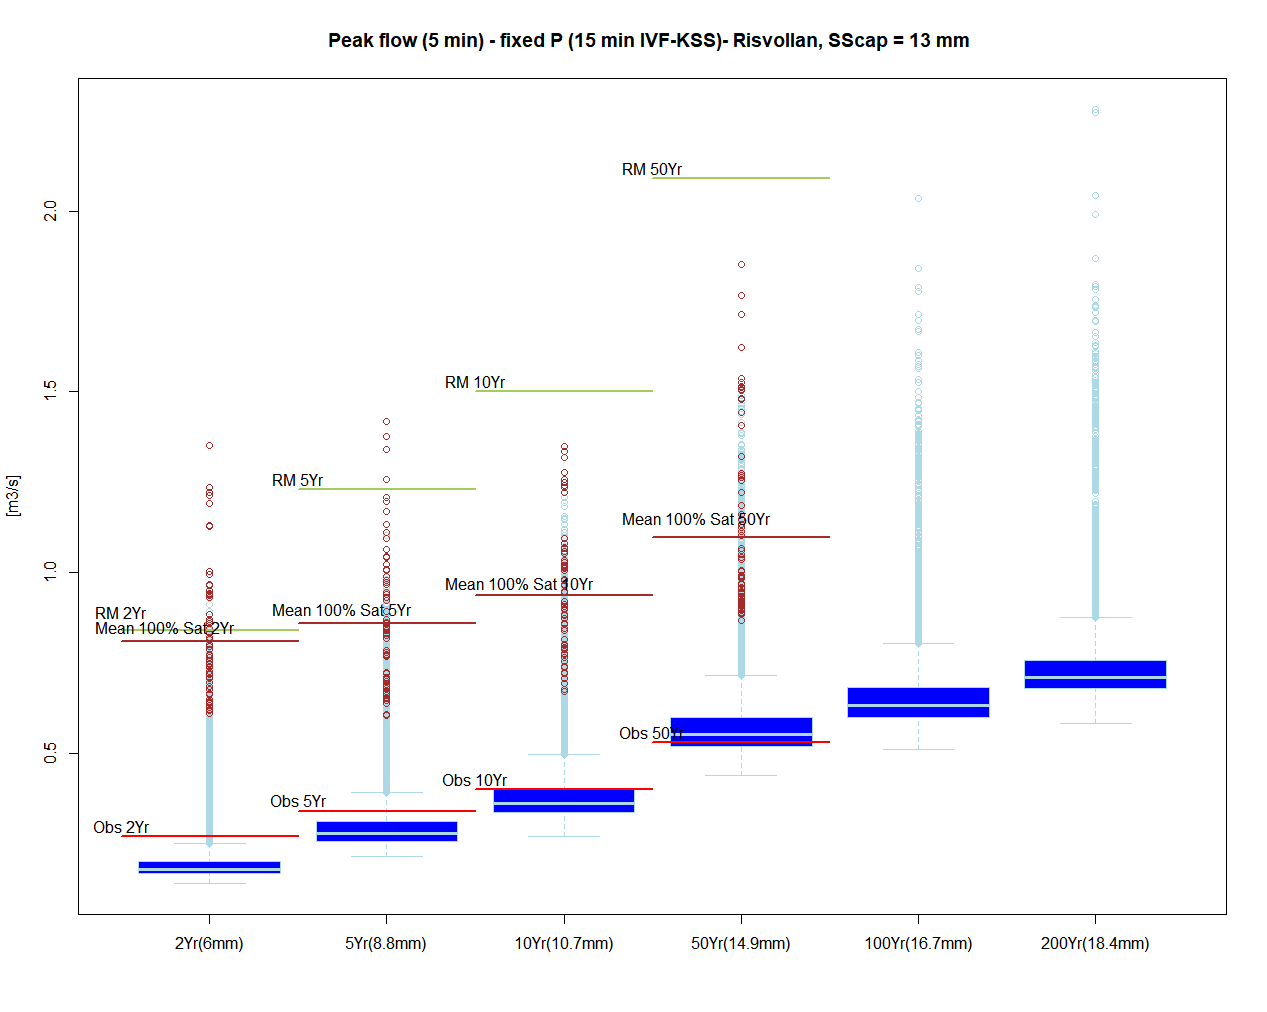 Peak flow (5 min) - fixed P (15 min IVF-KSS)- Risvollan, SScap = 13 mm
[m3/s]
2.0
1.5
1.0
0.5
RM 50Yr
RM 10Yr
RM 5Yr
Mean 100% Sat 50Yr
Mean 100% Sat 10Yr
Mean 100% Sat 5Yr
RM 2Yr
Mean 100% Sat 2Yr
Obs 50Yr
Obs 10Yr
Obs 5Yr
Obs 2Yr
2Yr(6mm) 5Yr(8.8mm) 10Yr(10.7mm) 50Yr(14.9mm) 100Yr(16.7mm) 200Yr(18.4mm)